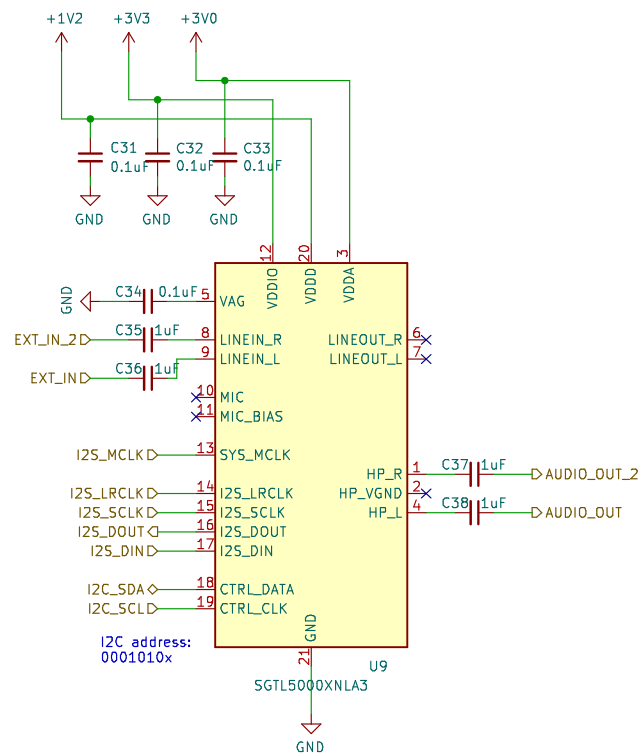 +1V2
+3V3
+3V0
C31
0.1uF
C32
0.1uF
C33
0.1uF
GND
GND
GND
12
20
3
VDDIO
VDDD
VDDA
GND
C34
0.1uF
5
VAG
EXT_IN_2
C35
1uF
8
LINEIN_R
LINEOUT_R
6
9
LINEIN_L
LINEOUT_L
7
EXT_IN
C36
1uF
10
MIC
11
MIC_BIAS
I2S_MCLK
13
SYS_MCLK
HP_R
1
C37
1uF
AUDIO_OUT_2
I2S_LRCLK
14
I2S_LRCLK
HP_VGND
2
I2S_SCLK
15
I2S_SCLK
HP_L
4
C38
1uF
AUDIO_OUT
I2S_DOUT
16
I2S_DOUT
I2S_DIN
17
I2S_DIN
I2C_SDA
18
CTRL_DATA
I2C_SCL
19
CTRL_CLK
GND
21
I2C address:
0001010x
U9
SGTL5000XNLA3
GND